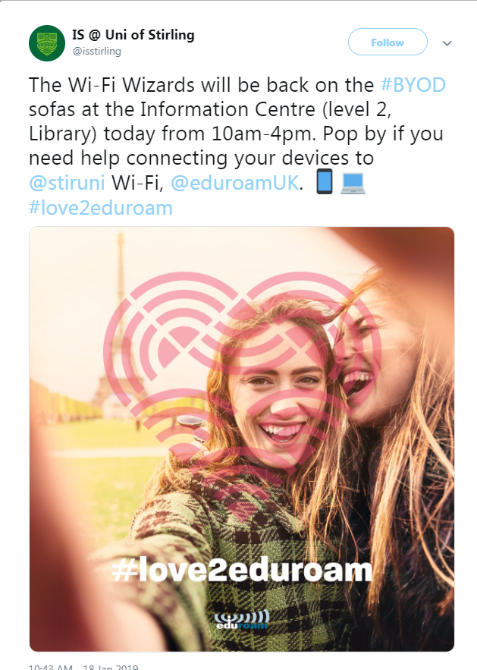 IS @ Uni of Stirling
@isstirling
Follow
The Wi-Fi Wizards will be back on the #BYOD
sofas at the Information Centre (level 2,
Library) today from 10am-4pm. Pop by if you
need help connecting your devices to
@stiruni Wi-Fi, @eduroamUK.
#love2eduroam
#love2eduroam
eduroam
10:43 AM - 18 Jan 2019